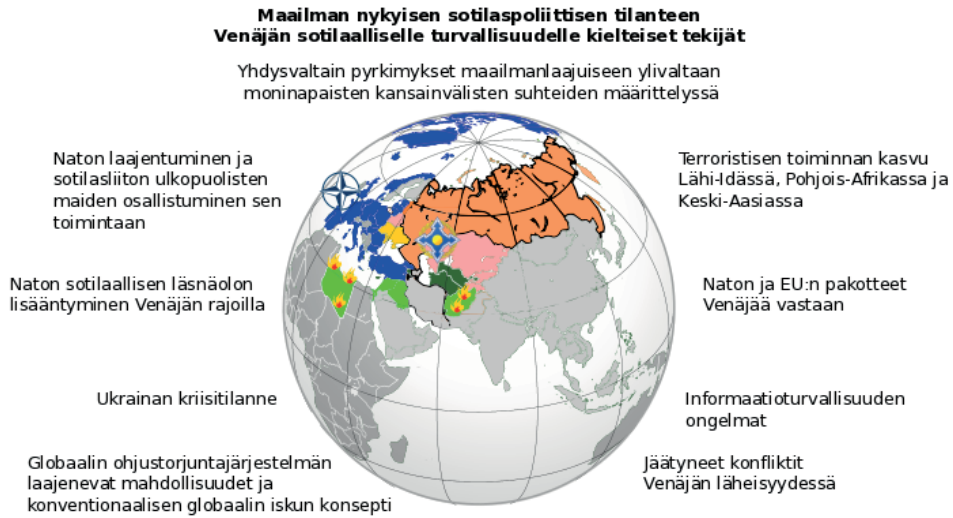 Maailman nykyisen sotilaspoliittisen tilanteen
Venäjän sotilaalliselle turvallisuudelle kielteiset tekijät
Yhdysvaltain pyrkimykset maailmanlaajuiseen ylivaltaan
moninapaisten kansainvälisten suhteiden määrittelyssä
Naton laajentuminen ja
sotilasliiton ulkopuolisten
maiden osallistuminen sen
toimintaan
Terroristisen toiminnan kasvu
Lähi-Idässä, Pohjois-Afrikassa ja
Keski-Aasiassa
Naton sotilaallisen läsnäolon
lisääntyminen Venäjän rajoilla
Naton ja EU:n pakotteet
Venäjää vastaan
Ukrainan kriisitilanne
Informaatioturvallisuuden
ongelmat
Globaalin ohjustorjuntajärjestelmän
laajenevat mahdollisuudet ja
konventionaalisen globaalin iskun konsepti
Jäätyneet konfliktit
Venäjän läheisyydessä